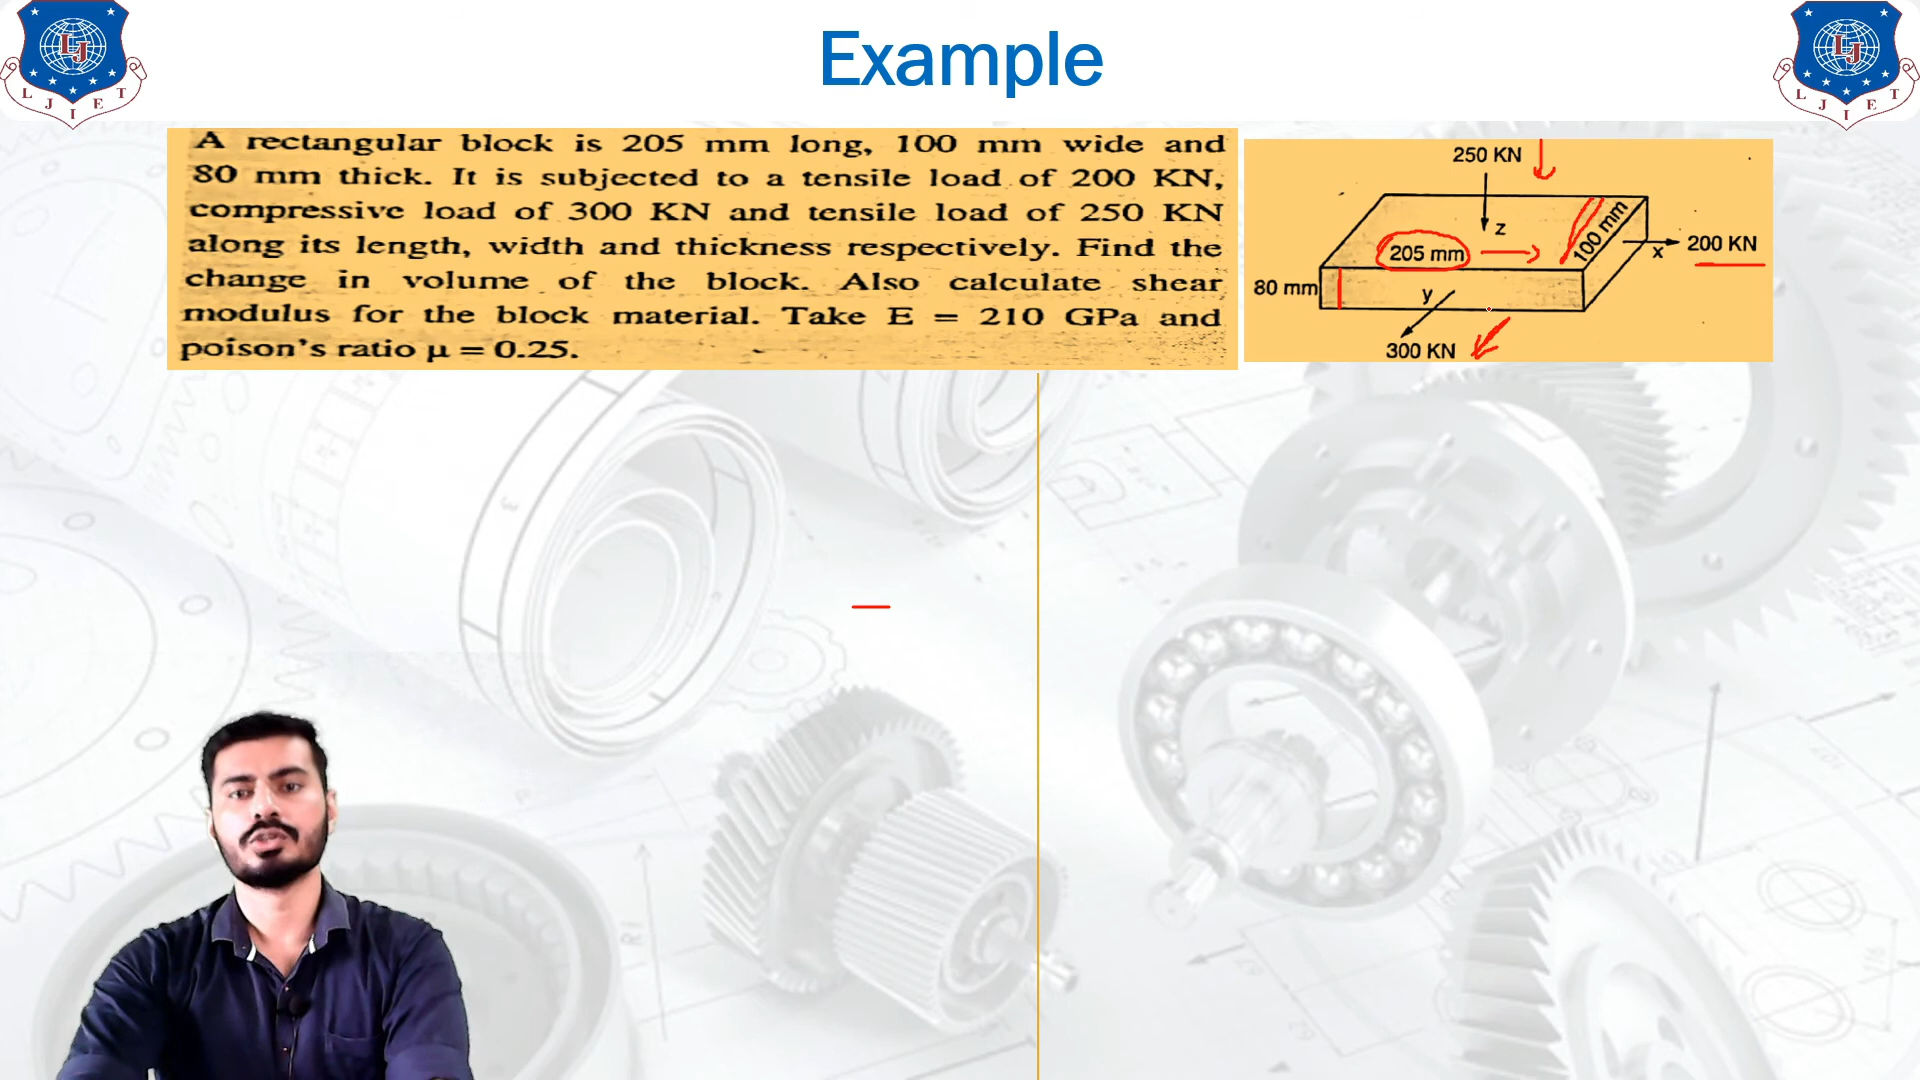 Example
LJ
L J I E T
LJ
L J I E T
A rectangular block is 205 mm long, 100 mm wide and
80 mm thick. It is subjected to a tensile load of 200 KN,
compressive load of 300 KN and tensile load of 250 KN
along its length, width and thickness respectively. Find the
change in volume of the block. Also calculate shear
modulus for the block material. Take E = 210 GPa and
poison's ratio μ = 0.25.
250 KN
z
205 mm
100 mm
x
200 KN
80 mm
y
300 KN